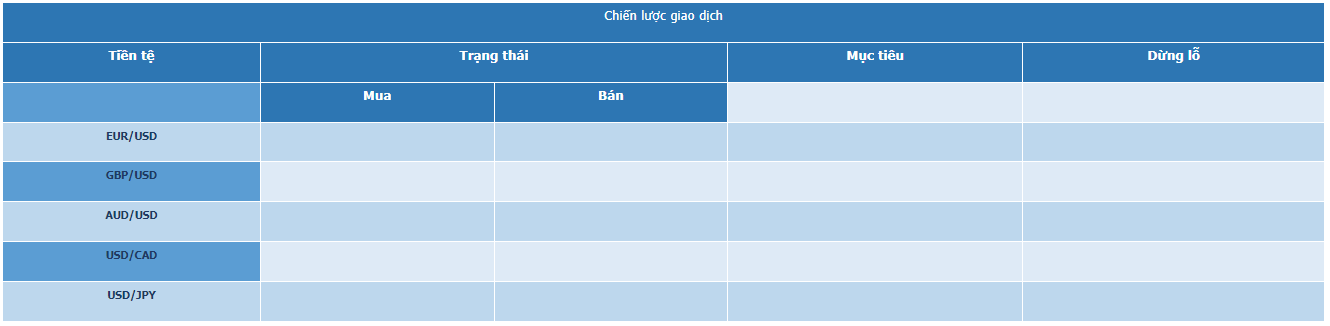 Chiến lược giao dịch
Tiền tệ Trạng thái Mục tiêu Dừng lỗ
Mua Bán
EUR/USD
GBP/USD
AUD/USD
USD/CAD
USD/JPY